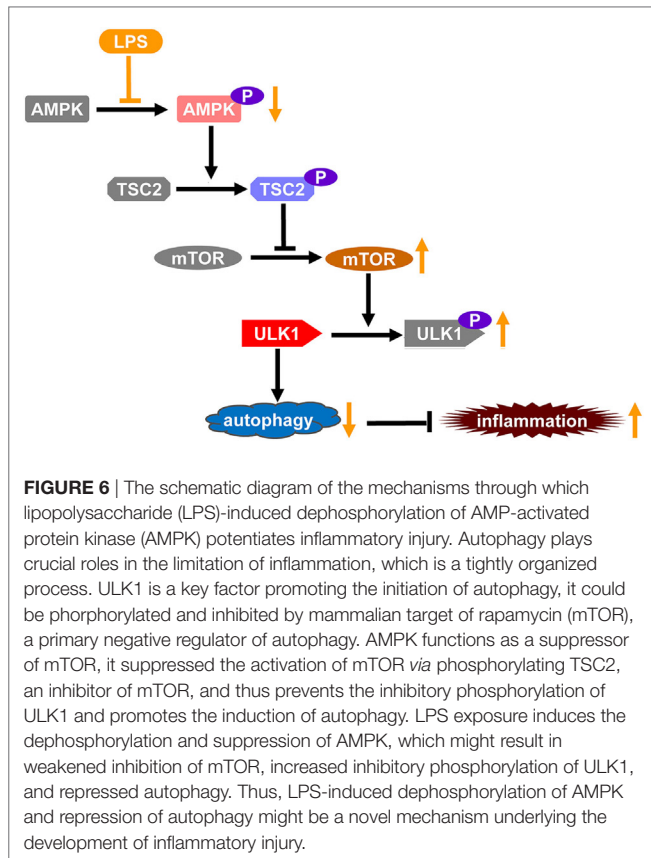 LPS
AMPK AMPK P
TSC2 TSC2 P
mTOR mTOR
ULK1 ULK1 P
autophagy inflammation
FIGURE 6 | The schematic diagram of the mechanisms through which
lipopolysaccharide (LPS)-induced dephosphorylation of AMP-activated
protein kinase (AMPK) potentiates inflammatory injury. Autophagy plays
crucial roles in the limitation of inflammation, which is a tightly organized
process. ULK1 is a key factor promoting the initiation of autophagy, it could
be phorphorylated and inhibited by mammalian target of rapamycin (mTOR),
a primary negative regulator of autophagy. AMPK functions as a suppressor
of mTOR, it suppressed the activation of mTOR via phosphorylating TSC2,
an inhibitor of mTOR, and thus prevents the inhibitory phosphorylation of
ULK1 and promotes the induction of autophagy. LPS exposure induces the
dephosphorylation and suppression of AMPK, which might result in
weakened inhibition of mTOR, increased inhibitory phosphorylation of ULK1,
and repressed autophagy. Thus, LPS-induced dephosphorylation of AMPK
and repression of autophagy might be a novel mechanism underlying the
development of inflammatory injury.